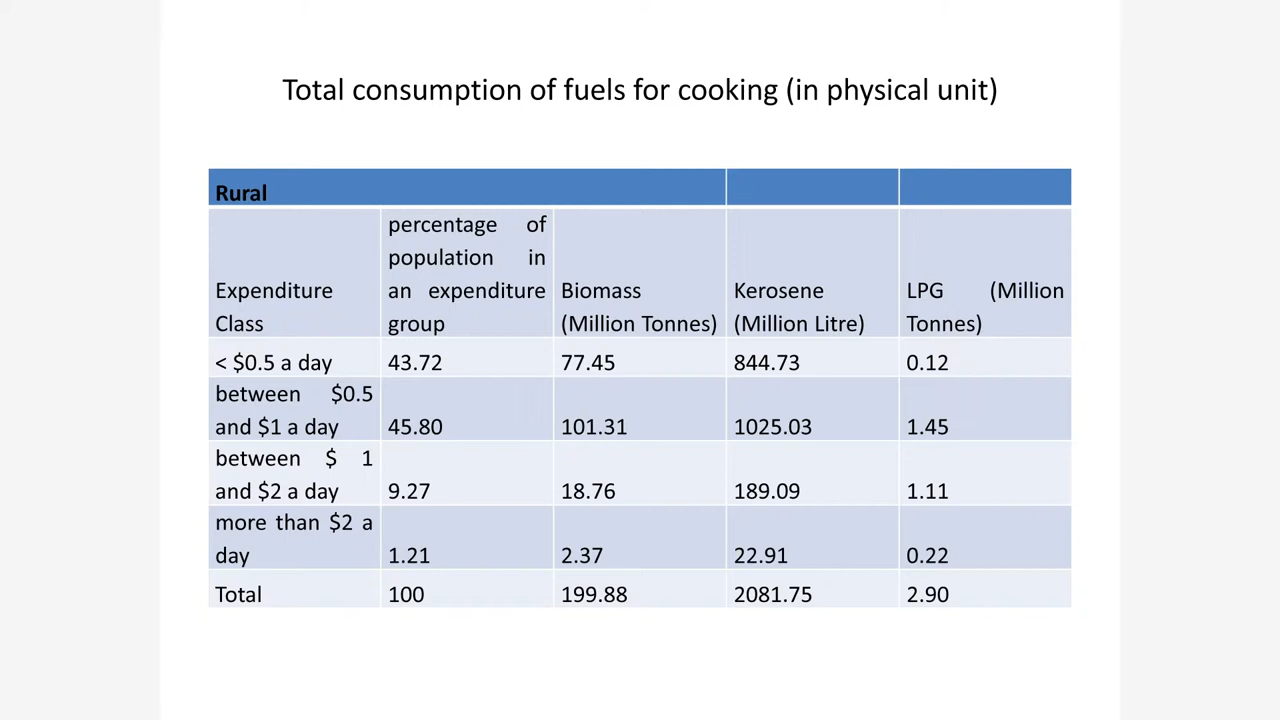 Total consumption of fuels for cooking (in physical unit)
Rural
Expenditure Class percentage of population in an expenditure group Biomass (Million Tonnes) Kerosene (Million Litre) LPG (Million Tonnes)
< $0.5 a day 43.72 77.45 844.73 0.12
between $0.5 and $1 a day 45.80 101.31 1025.03 1.45
between $ 1 and $2 a day 9.27 18.76 189.09 1.11
more than $2 a day 1.21 2.37 22.91 0.22
Total 100 199.88 2081.75 2.90